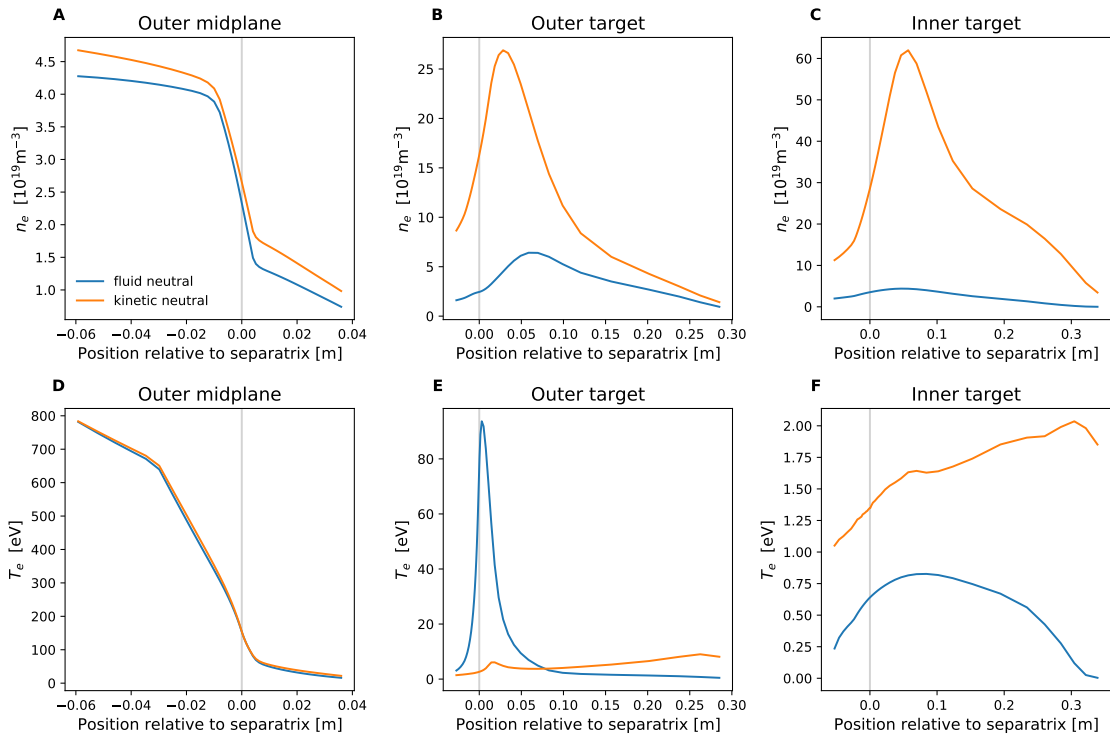 A Outer midplane
4.5
4.0
3.5
3.0
2.5
2.0
1.5
1.0
n_e [10^19 m^−3]
fluid neutral
kinetic neutral
−0.06 −0.04 −0.02 0.00 0.02 0.04
Position relative to separatrix [m]
B Outer target
25
20
15
10
5
0
n_e [10^19 m^−3]
0.00 0.05 0.10 0.15 0.20 0.25 0.30
Position relative to separatrix [m]
C Inner target
60
50
40
30
20
10
0
n_e [10^19 m^−3]
0.0 0.1 0.2 0.3
Position relative to separatrix [m]
D Outer midplane
800
700
600
500
400
300
200
100
0
T_e [eV]
−0.06 −0.04 −0.02 0.00 0.02 0.04
Position relative to separatrix [m]
E Outer target
80
60
40
20
0
T_e [eV]
0.00 0.05 0.10 0.15 0.20 0.25 0.30
Position relative to separatrix [m]
F Inner target
2.00
1.75
1.50
1.25
1.00
0.75
0.50
0.25
0.00
T_e [eV]
0.0 0.1 0.2 0.3
Position relative to separatrix [m]